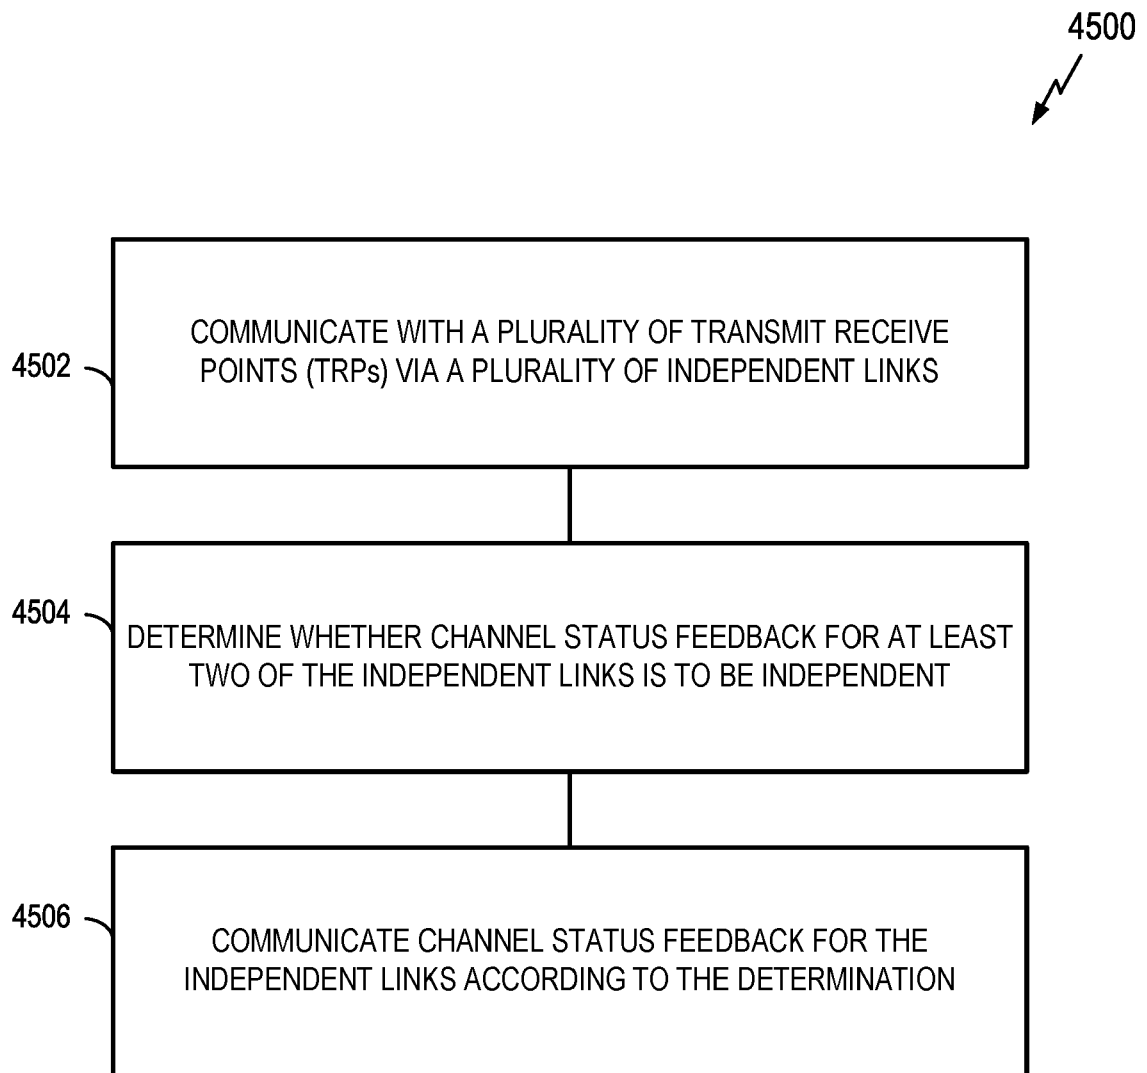 4500
4502
COMMUNICATE WITH A PLURALITY OF TRANSMIT RECEIVE
POINTS (TRPs) VIA A PLURALITY OF INDEPENDENT LINKS
4504
DETERMINE WHETHER CHANNEL STATUS FEEDBACK FOR AT LEAST
TWO OF THE INDEPENDENT LINKS IS TO BE INDEPENDENT
4506
COMMUNICATE CHANNEL STATUS FEEDBACK FOR THE
INDEPENDENT LINKS ACCORDING TO THE DETERMINATION